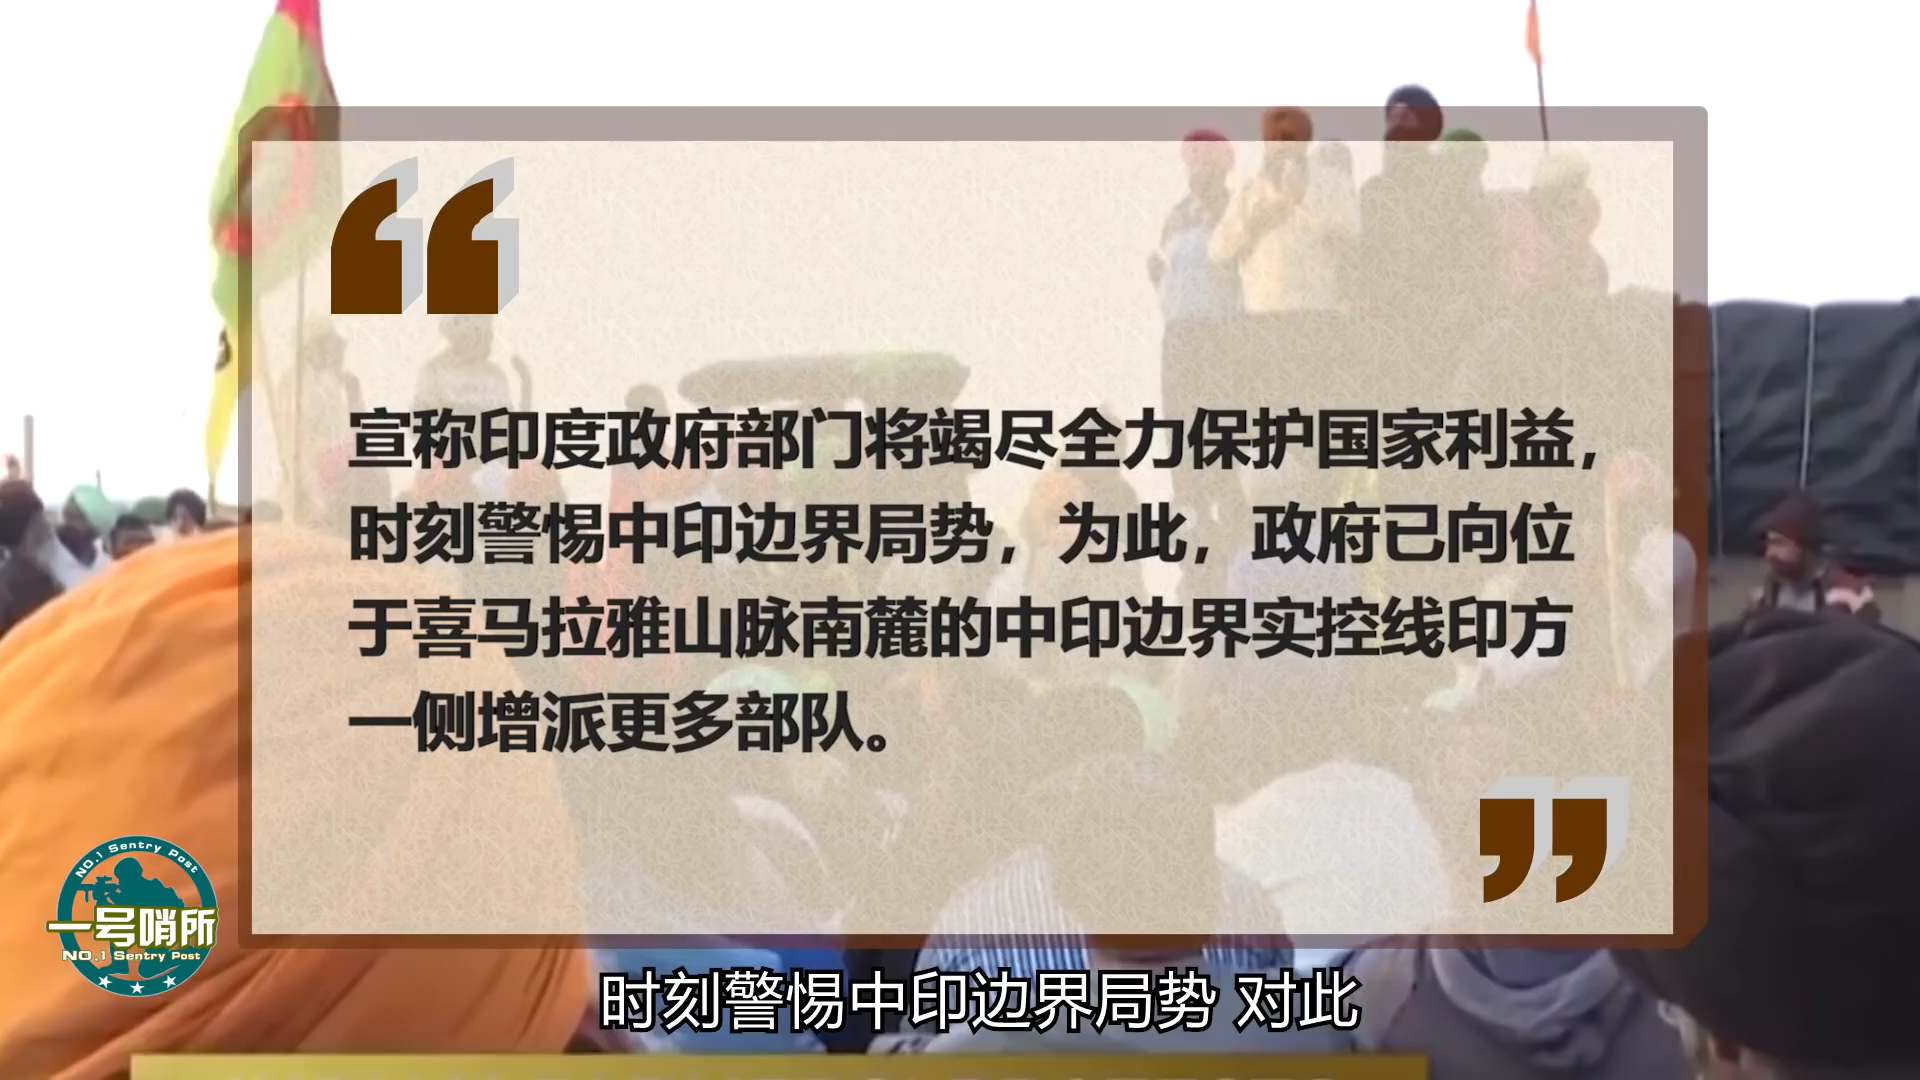 宣称印度政府部门将竭尽全力保护国家利益，
时刻警惕中印边界局势，为此，政府已向位
于喜马拉雅山脉南麓的中印边界实控线印方
一侧增派更多部队。
NO.1 Sentry Post
一号哨所
NO.1 Sentry Post
时刻警惕中印边界局势 对此